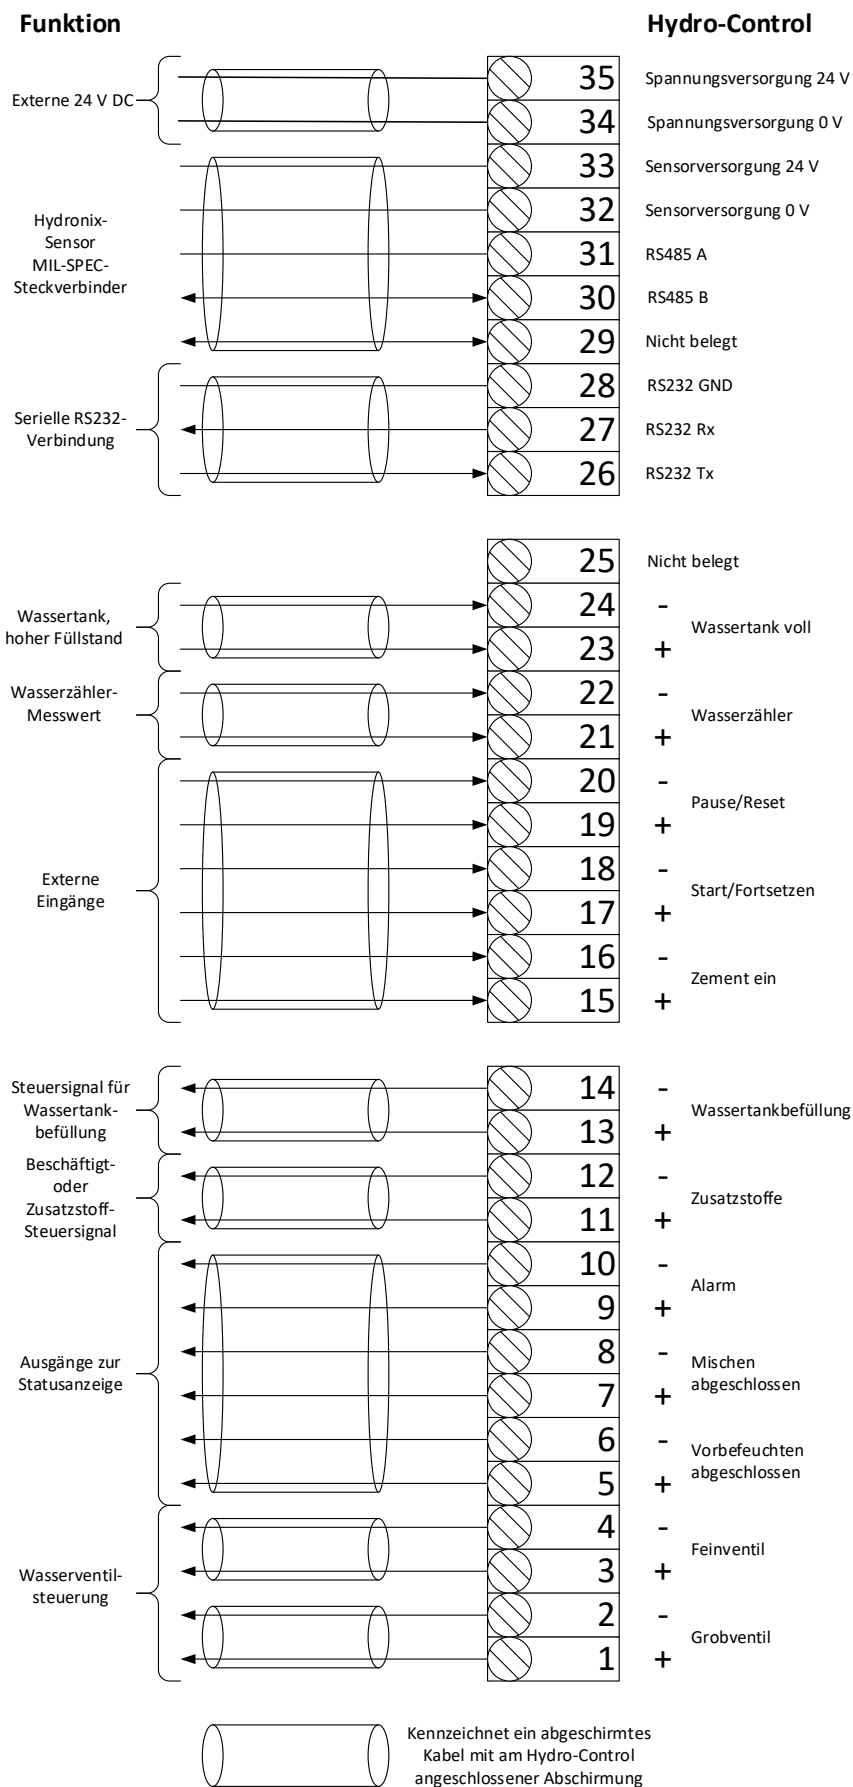 Funktion
Hydro-Control
Externe 24 V DC
35
Spannungsversorgung 24 V
34
Spannungsversorgung 0 V
Hydronix-
Sensor
MIL-SPEC-
Steckverbinder
33
Sensorversorgung 24 V
32
Sensorversorgung 0 V
31
RS485 A
30
RS485 B
29
Nicht belegt
Serielle RS232-
Verbindung
28
RS232 GND
27
RS232 Rx
26
RS232 Tx
25
Nicht belegt
Wassertank,
hoher Füllstand
24
-
23
+
Wassertank voll
Wasserzähler-
Messwert
22
-
21
+
Wasserzähler
Externe
Eingänge
20
-
19
+
Pause/Reset
18
-
17
+
Start/Fortsetzen
16
-
15
+
Zement ein
Steuersignal für
Wassertank-
befüllung
14
-
13
+
Wassertankbefüllung
Beschäftigt-
oder
Zusatzstoff-
Steuersignal
12
-
11
+
Zusatzstoffe
Ausgänge zur
Statusanzeige
10
-
9
+
Alarm
8
-
7
+
Mischen
abgeschlossen
6
-
5
+
Vorbefeuchten
abgeschlossen
Wasserventil-
steuerung
4
-
3
+
Feinventil
2
-
1
+
Grobventil
Kennzeichnet ein abgeschirmtes
Kabel mit am Hydro-Control
angeschlossener Abschirmung